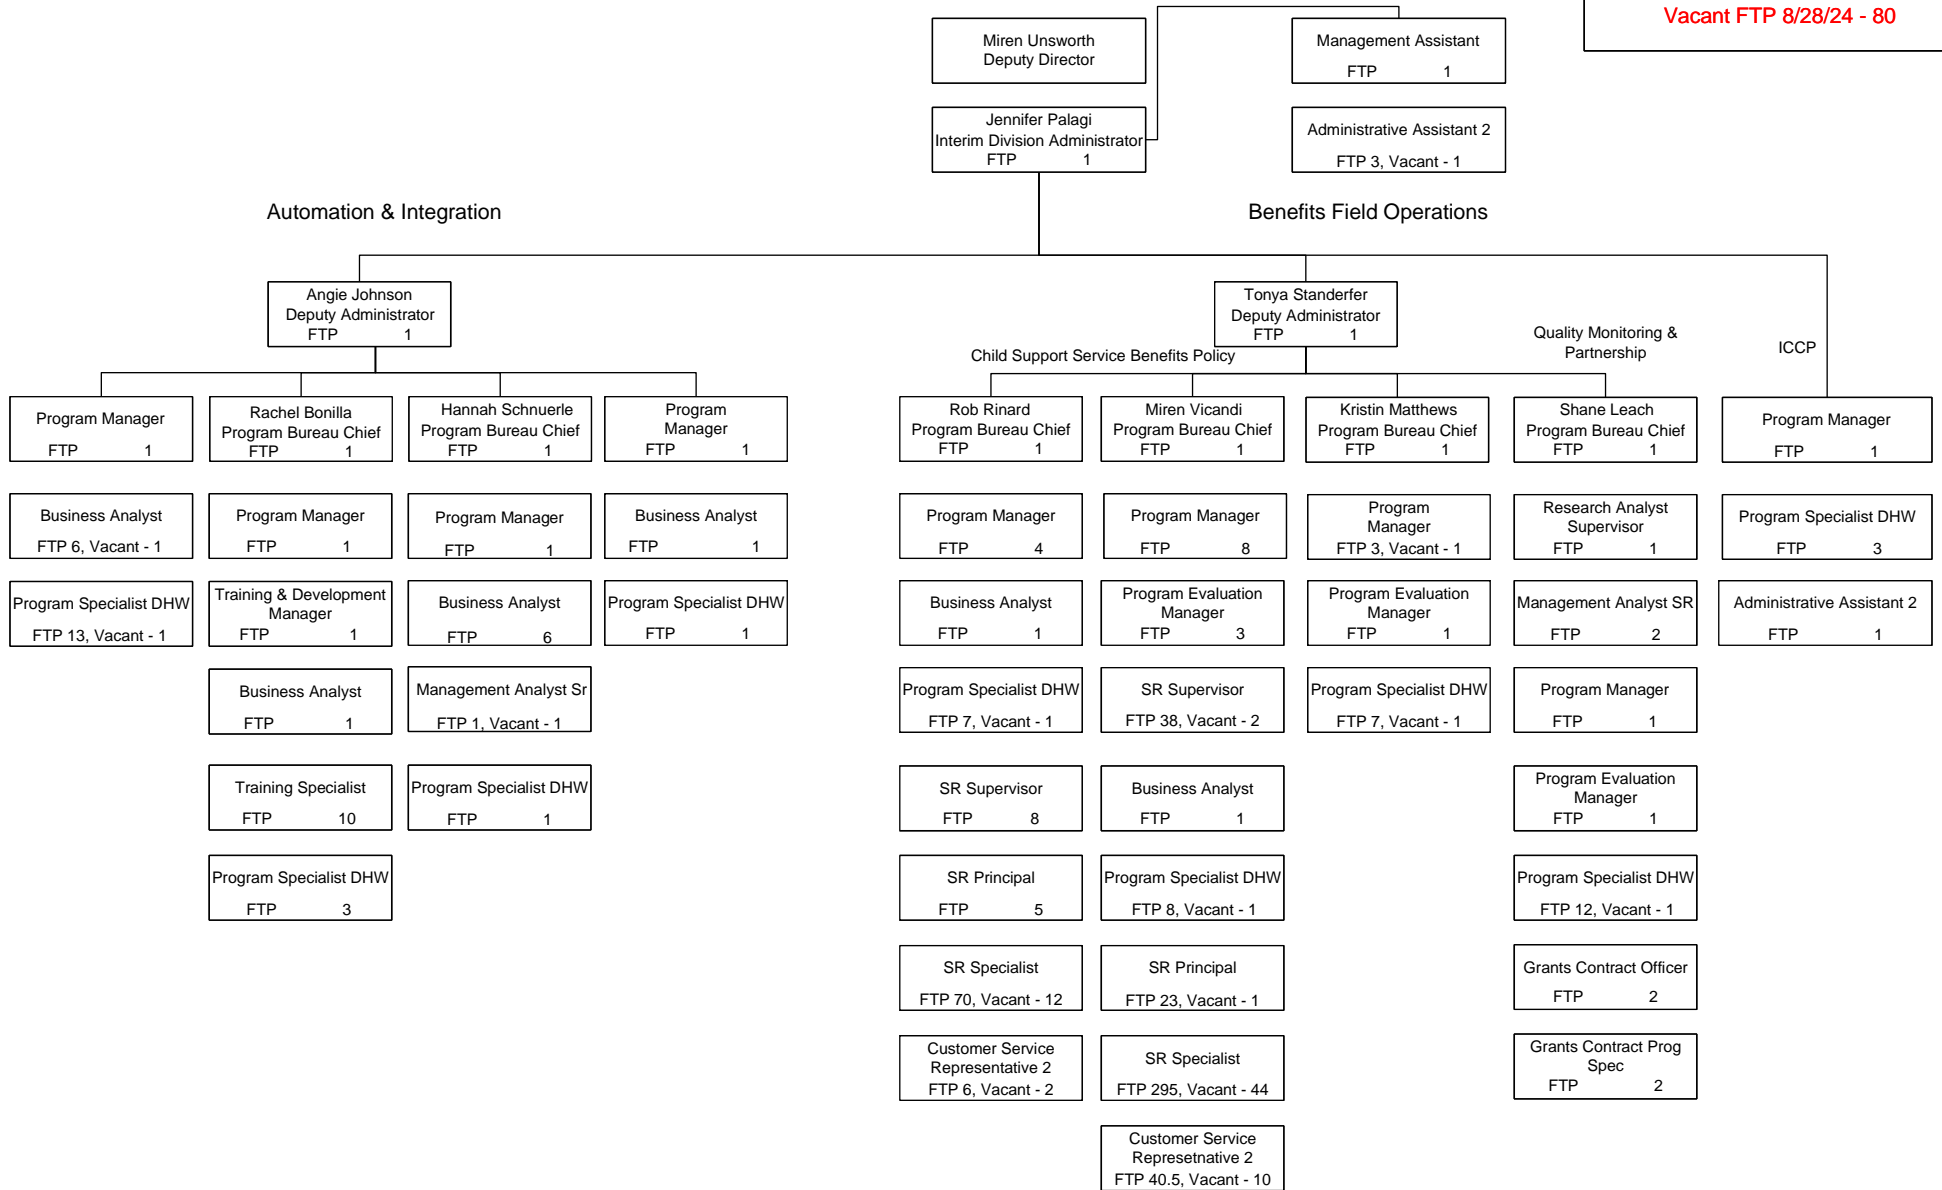 Vacant FTP 8/28/24 - 80
Miren Unsworth
Deputy Director
Management Assistant
FTP 1
Jennifer Palagi
Interim Division Administrator
FTP 1
Administrative Assistant 2
FTP 3, Vacant - 1
Automation & Integration
Benefits Field Operations
Angie Johnson
Deputy Administrator
FTP 1
Tonya Standerfer
Deputy Administrator
FTP 1
Child Support Service Benefits Policy
Quality Monitoring &
Partnership
ICCP
Program Manager
FTP 1
Business Analyst
FTP 6, Vacant - 1
Program Specialist DHW
FTP 13, Vacant - 1
Rachel Bonilla
Program Bureau Chief
FTP 1
Program Manager
FTP 1
Training & Development
Manager
FTP 1
Business Analyst
FTP 1
Training Specialist
FTP 10
Program Specialist DHW
FTP 3
Hannah Schnuerle
Program Bureau Chief
FTP 1
Program Manager
FTP 1
Business Analyst
FTP 6
Management Analyst Sr
FTP 1, Vacant - 1
Program Specialist DHW
FTP 1
Program
Manager
FTP 1
Business Analyst
FTP 1
Program Specialist DHW
FTP 1
Rob Rinard
Program Bureau Chief
FTP 1
Program Manager
FTP 4
Business Analyst
FTP 1
Program Specialist DHW
FTP 7, Vacant - 1
SR Supervisor
FTP 8
SR Principal
FTP 5
SR Specialist
FTP 70, Vacant - 12
Customer Service
Representative 2
FTP 6, Vacant - 2
Miren Vicandi
Program Bureau Chief
FTP 1
Program Manager
FTP 8
Program Evaluation
Manager
FTP 3
SR Supervisor
FTP 38, Vacant - 2
Business Analyst
FTP 1
Program Specialist DHW
FTP 8, Vacant - 1
SR Principal
FTP 23, Vacant - 1
SR Specialist
FTP 295, Vacant - 44
Customer Service
Represetnative 2
FTP 40.5, Vacant - 10
Kristin Matthews
Program Bureau Chief
FTP 1
Program
Manager
FTP 3, Vacant - 1
Program Evaluation
Manager
FTP 1
Program Specialist DHW
FTP 7, Vacant - 1
Shane Leach
Program Bureau Chief
FTP 1
Research Analyst
Supervisor
FTP 1
Management Analyst SR
FTP 2
Program Manager
FTP 1
Program Evaluation
Manager
FTP 1
Program Specialist DHW
FTP 12, Vacant - 1
Grants Contract Officer
FTP 2
Grants Contract Prog
Spec
FTP 2
Program Manager
FTP 1
Program Specialist DHW
FTP 3
Administrative Assistant 2
FTP 1